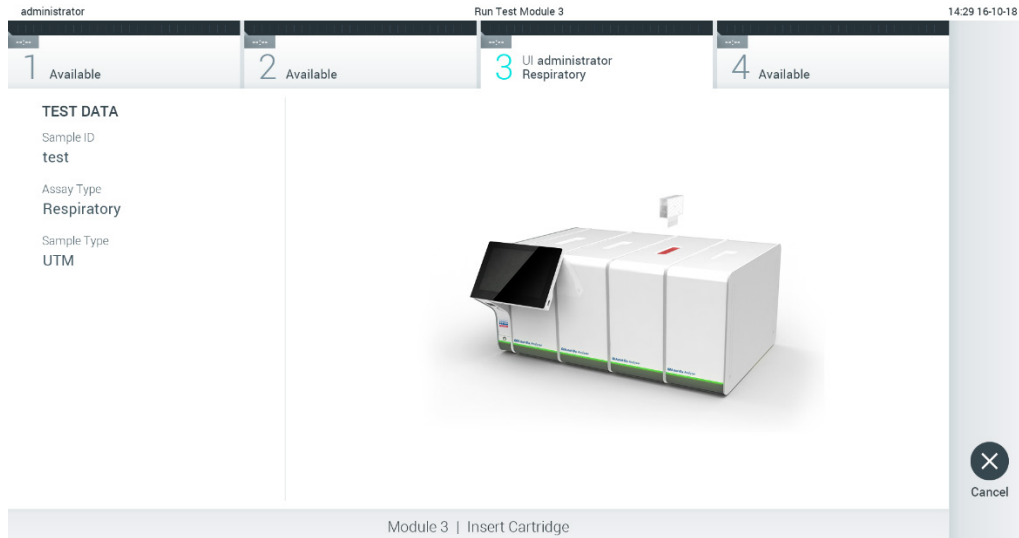 administrator
Run Test Module 3
14:29 16-10-18
--:--
--:--
--:--
--:--
1 Available
2 Available
3 UI administrator
Respiratory
4 Available
TEST DATA
Sample ID
test
Assay Type
Respiratory
Sample Type
UTM
Cancel
Module 3 | Insert Cartridge